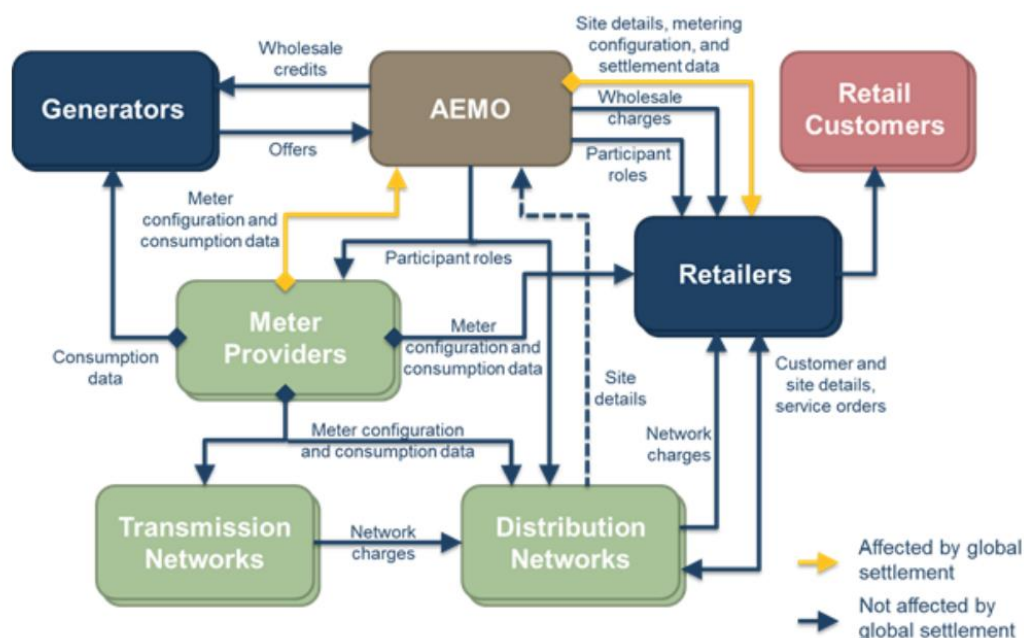 Site details, metering
configuration, and
settlement data
Wholesale
credits
Generators
AEMO
Retail
Customers
Wholesale
charges
Offers
Participant
roles
Meter
configuration and
consumption data
Participant roles
Retailers
Meter
Providers
Meter
configuration and
consumption data
Consumption
data
Customer and
site details,
service orders
Site
details
Meter configuration
and consumption data
Network
charges
Transmission
Networks
Network
charges
Distribution
Networks
Affected by global
settlement
Not affected by
global settlement